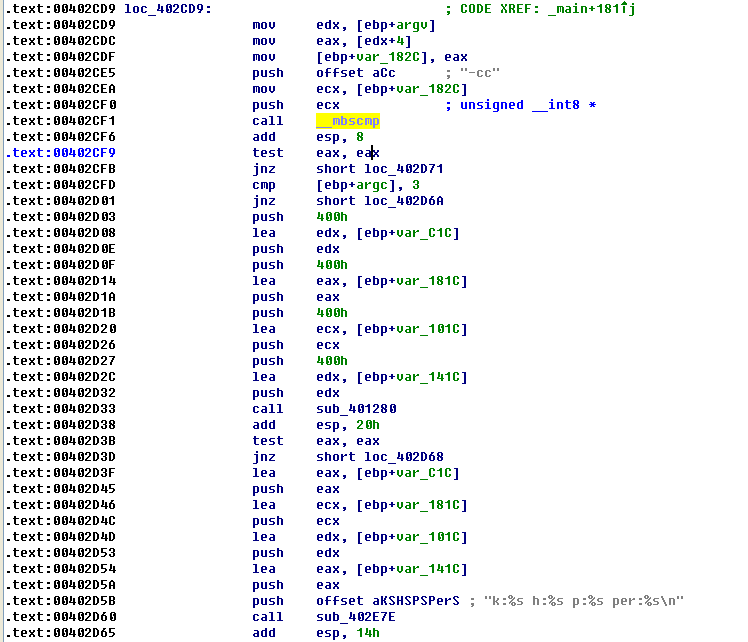 .text:00402CD9 loc_402CD9: ; CODE XREF: _main+181↑j
.text:00402CD9 mov edx, [ebp+argv]
.text:00402CDC mov eax, [edx+4]
.text:00402CDF mov [ebp+var_182C], eax
.text:00402CE5 push offset aCc ; "-cc"
.text:00402CEA mov ecx, [ebp+var_182C]
.text:00402CF0 push ecx ; unsigned __int8 *
.text:00402CF1 call __mbscmp
.text:00402CF6 add esp, 8
.text:00402CF9 test eax, eax
.text:00402CFB jnz short loc_402D71
.text:00402CFD cmp [ebp+argc], 3
.text:00402D01 jnz short loc_402D6A
.text:00402D03 push 400h
.text:00402D08 lea edx, [ebp+var_C1C]
.text:00402D0E push edx
.text:00402D0F push 400h
.text:00402D14 lea eax, [ebp+var_181C]
.text:00402D1A push eax
.text:00402D1B push 400h
.text:00402D20 lea ecx, [ebp+var_101C]
.text:00402D26 push ecx
.text:00402D27 push 400h
.text:00402D2C lea edx, [ebp+var_141C]
.text:00402D32 push edx
.text:00402D33 call sub_401280
.text:00402D38 add esp, 20h
.text:00402D3B test eax, eax
.text:00402D3D jnz short loc_402D68
.text:00402D3F lea eax, [ebp+var_C1C]
.text:00402D45 push eax
.text:00402D46 lea ecx, [ebp+var_181C]
.text:00402D4C push ecx
.text:00402D4D lea edx, [ebp+var_101C]
.text:00402D53 push edx
.text:00402D54 lea eax, [ebp+var_141C]
.text:00402D5A push eax
.text:00402D5B push offset aKSHSPSPerS ; "k:%s h:%s p:%s per:%s\n"
.text:00402D60 call sub_402E7E
.text:00402D65 add esp, 14h